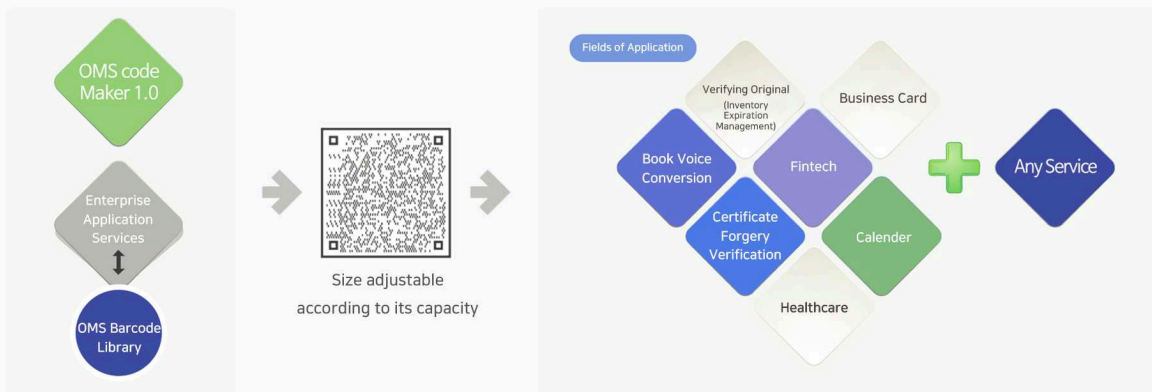 OMS code
Maker 1.0
Enterprise
Application
Services
OMS Barcode
Library
Size adjustable
according to its capacity
Fields of Application
Verifying Original
(Inventory
Expiration
Management)
Business Card
Book Voice
Conversion
Fintech
Certificate
Forgery
Verification
Calender
Healthcare
Any Service